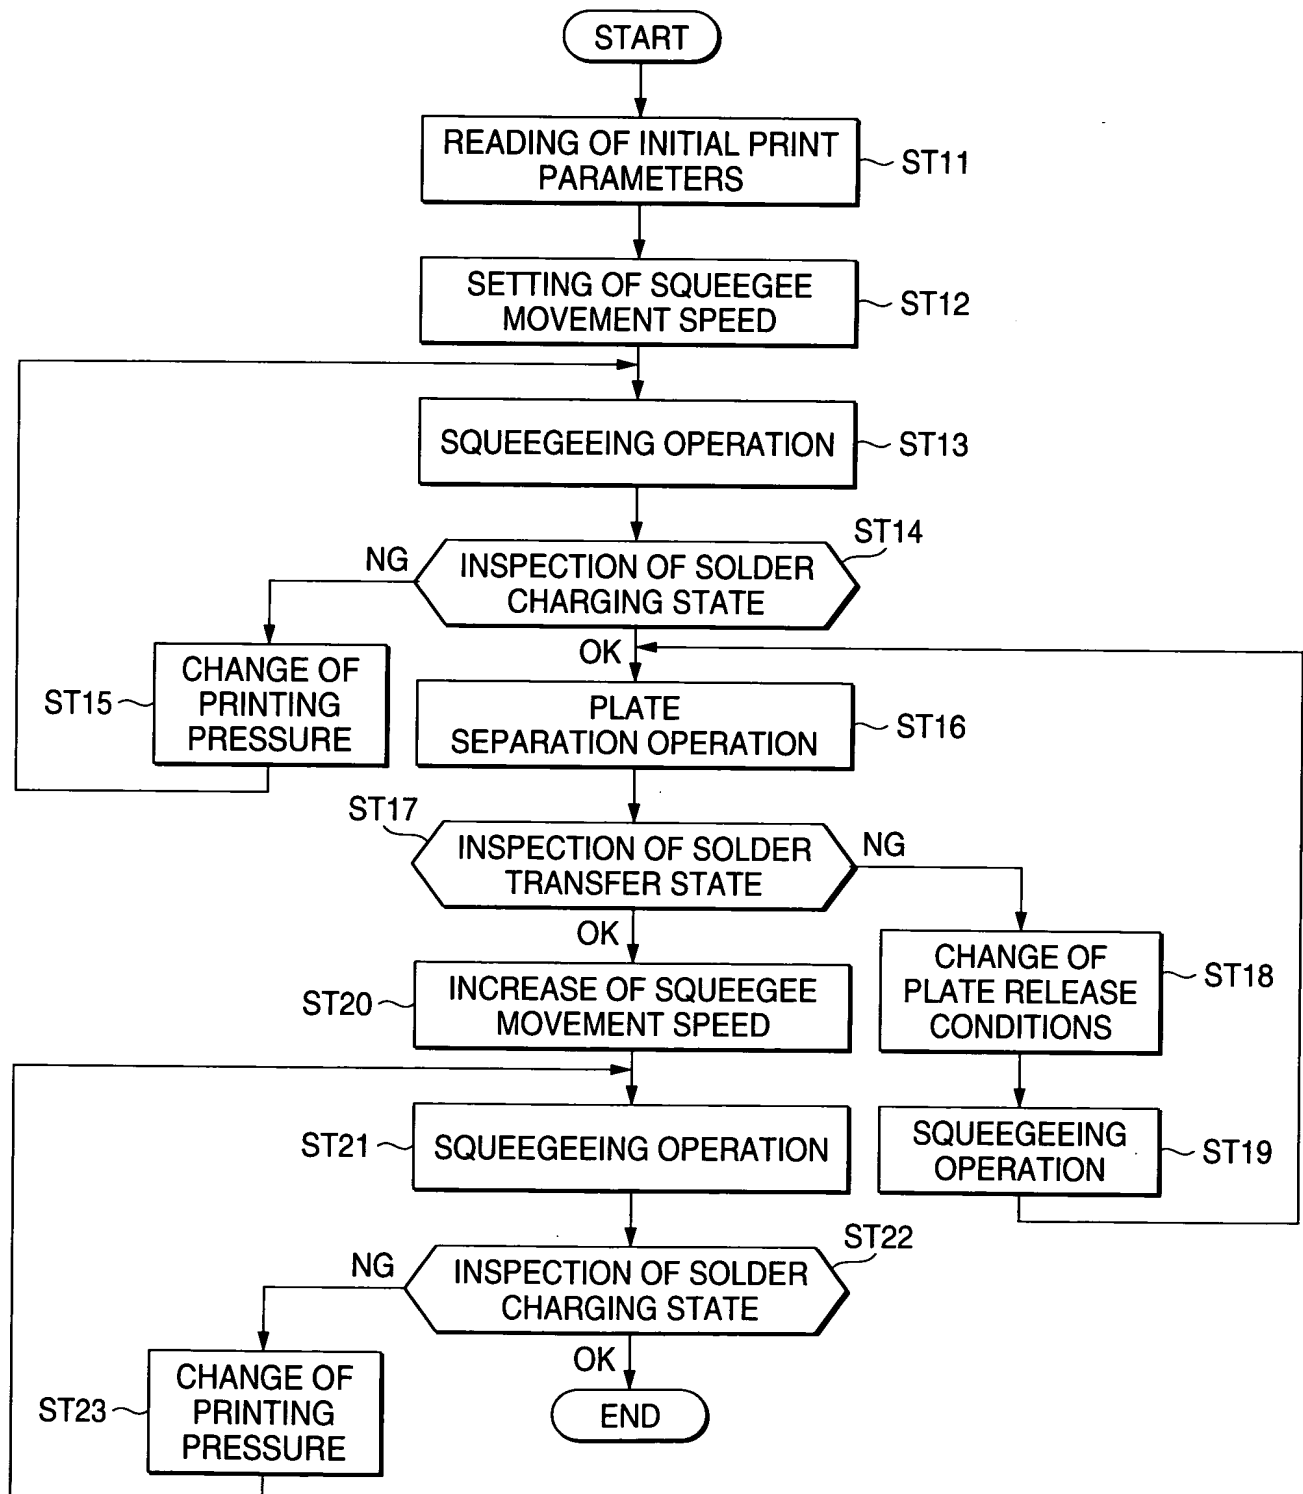 START
READING OF INITIAL PRINT
PARAMETERS
ST11
SETTING OF SQUEEGEE
MOVEMENT SPEED
ST12
SQUEEGEEING OPERATION
ST13
ST14
NG
INSPECTION OF SOLDER
CHARGING STATE
OK
ST15
CHANGE OF
PRINTING
PRESSURE
PLATE
SEPARATION OPERATION
ST16
ST17
INSPECTION OF SOLDER
TRANSFER STATE
NG
OK
CHANGE OF
PLATE RELEASE
CONDITIONS
ST18
ST20
INCREASE OF SQUEEGEE
MOVEMENT SPEED
ST21
SQUEEGEEING OPERATION
SQUEEGEEING
OPERATION
ST19
ST22
NG
INSPECTION OF SOLDER
CHARGING STATE
OK
ST23
CHANGE OF
PRINTING
PRESSURE
END